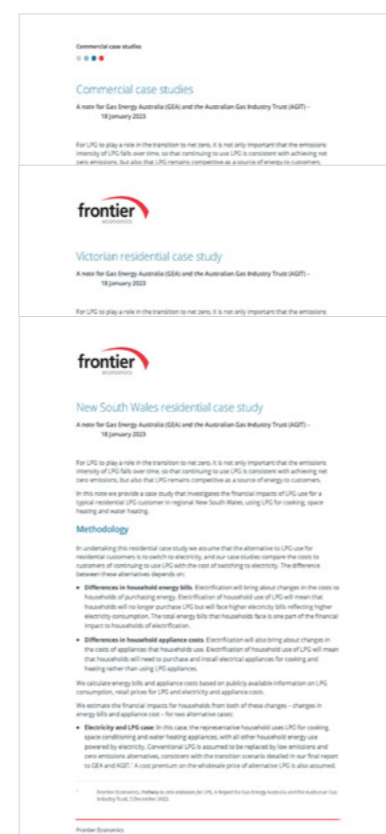 Commercial case studies
Commercial case studies
A note for Gas Energy Australia (GEA) and the Australian Gas Industry Trust (AGIT) –
18 January 2023
For LPG to play a role in the transition to net zero, it is not only important that the emissions
intensity of LPG falls over time, so that continuing to use LPG is consistent with achieving net
zero emissions, but also that LPG remains competitive as a source of energy to customers.
frontier
economics
Victorian residential case study
A note for Gas Energy Australia (GEA) and the Australian Gas Industry Trust (AGIT) –
18 January 2023
For LPG to play a role in the transition to net zero, it is not only important that the emissions
frontier
economics
New South Wales residential case study
A note for Gas Energy Australia (GEA) and the Australian Gas Industry Trust (AGIT) –
18 January 2023
For LPG to play a role in the transition to net zero, it is not only important that the emissions
intensity of LPG falls over time, so that continuing to use LPG is consistent with achieving net
zero emissions, but also that LPG remains competitive as a source of energy to customers.
In this note we provide a case study that investigates the financial impacts of LPG use for a
typical residential LPG customer in regional New South Wales, using LPG for cooking, space
heating and water heating.
Methodology
In undertaking this residential case study we assume that the alternative to LPG use for
residential customers is to switch to electricity, and our case studies compare the costs to
customers of continuing to use LPG with the cost of switching to electricity. The difference
between these alternatives depends on:
• Differences in household energy bills. Electrification will bring about changes in the costs to
households of purchasing energy. Electrification of household use of LPG will mean that
households will no longer purchase LPG but will face higher electricity bills reflecting higher
electricity consumption. The total energy bills that households face is one part of the financial
impact to households of electrification.
• Differences in household appliance costs. Electrification will also bring about changes in
the costs of appliances that households use. Electrification of household use of LPG will mean
that households will need to purchase and install electrical appliances for cooking and
heating rather than using LPG appliances.
We calculate energy bills and appliance costs based on publicly available information on LPG
consumption, retail prices for LPG and electricity and appliance costs.
We estimate the financial impacts for households from both of these changes – changes in
energy bills and appliance cost – for two alternative cases:
• Electricity and LPG case: In this case, the representative household uses LPG for cooking,
space conditioning and water heating appliances, with all other household energy use
powered by electricity. Conventional LPG is assumed to be replaced by low emissions and
zero emissions alternatives, consistent with the transition scenario detailed in our final report
to GEA and AGIT.¹ A cost premium on the wholesale price of alternative LPG is also assumed.
Frontier Economics, Pathway to zero emissions for LPG, A Report for Gas Energy Australia and the Australian Gas
Industry Trust, 5 December 2022.
Frontier Economics